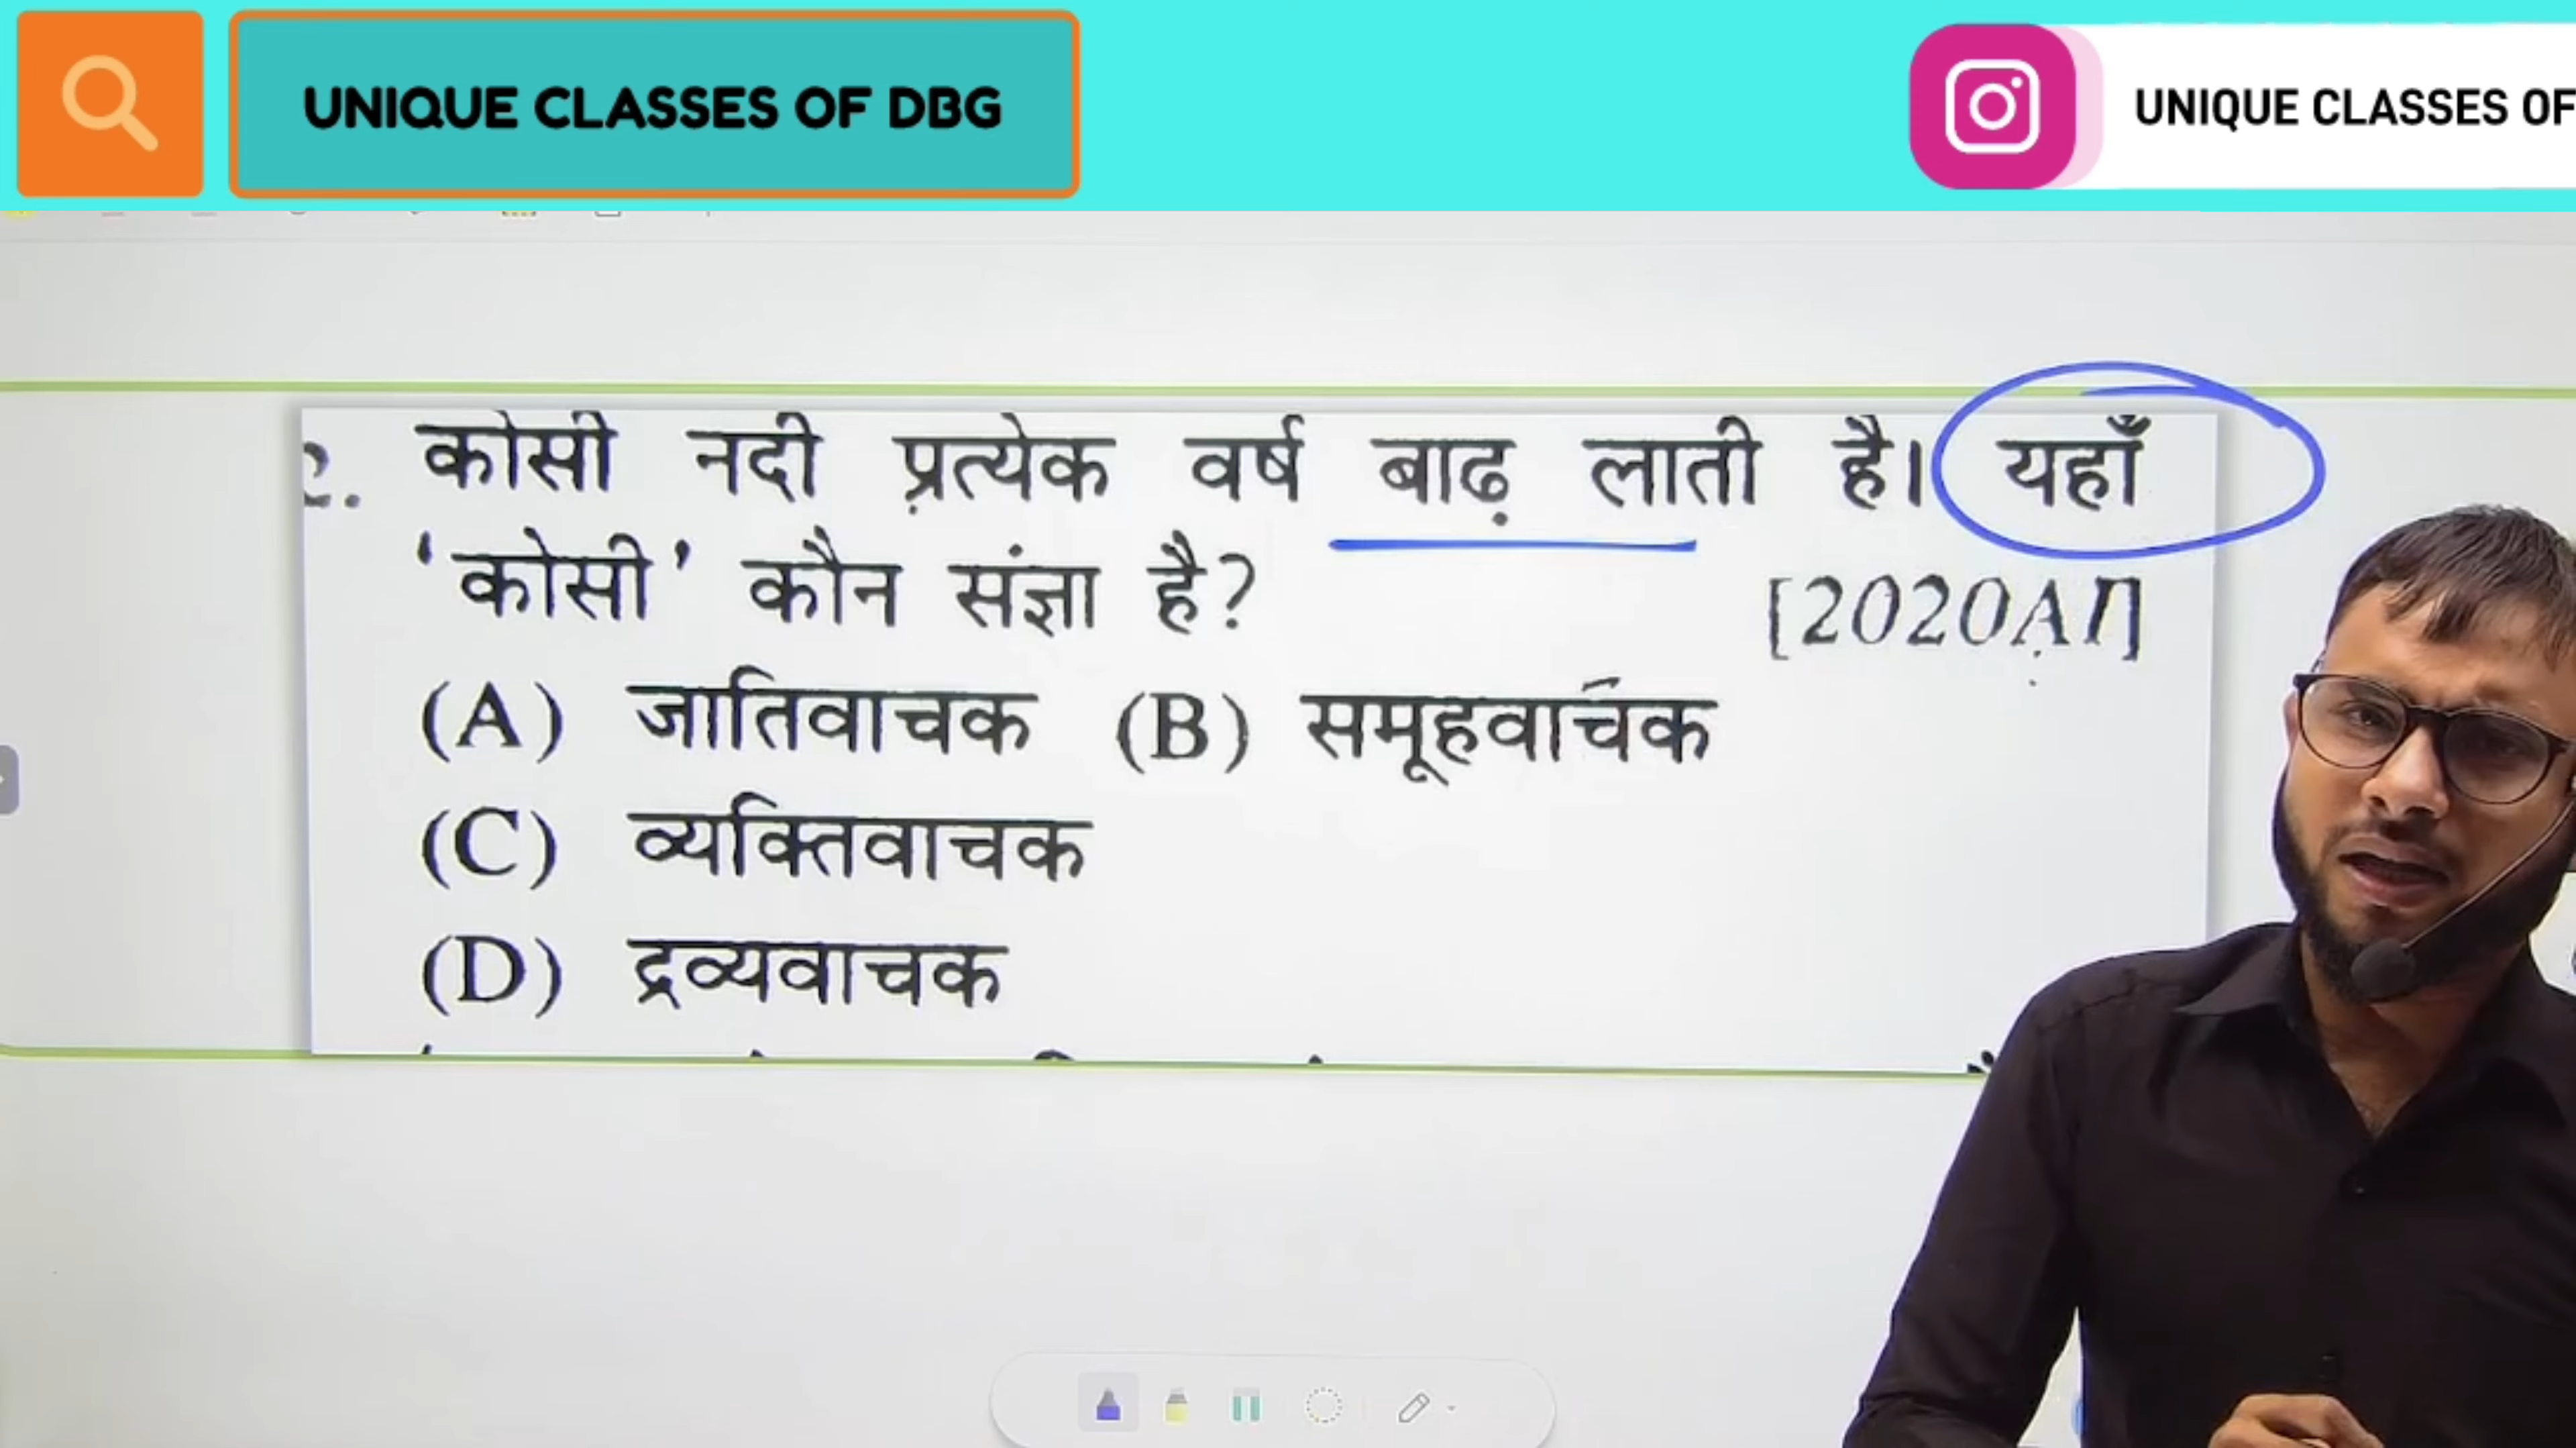 UNIQUE CLASSES OF DBG
UNIQUE CLASSES OF
कोसी नदी प्रत्येक वर्ष बाढ़ लाती है। यहाँ
'कोसी' कौन संज्ञा है?
[2020AI]
(A) जातिवाचक (B) समूहवाचक
(C) व्यक्तिवाचक
(D) द्रव्यवाचक